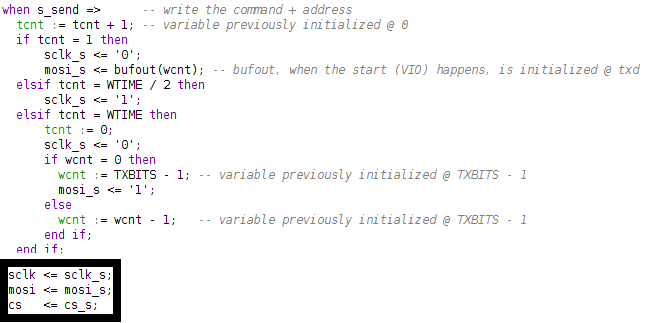 when s_send =>      -- write the command + address
  tcnt := tcnt + 1; -- variable previously initialized @ 0
  if tcnt = 1 then
      sclk_s <= '0';
      mosi_s <= bufout(wcnt); -- bufout, when the start (VIO) happens, is initialized @ txd
  elsif tcnt = WTIME / 2 then
      sclk_s <= '1';
  elsif tcnt = WTIME then
      tcnt := 0;
      sclk_s <= '0';
      if wcnt = 0 then
        wcnt := TXBITS - 1; -- variable previously initialized @ TXBITS - 1
        mosi_s <= '1';
      else
        wcnt := wcnt - 1;   -- variable previously initialized @ TXBITS - 1
      end if;
  end if;
sclk <= sclk_s;
mosi <= mosi_s;
cs   <= cs_s;